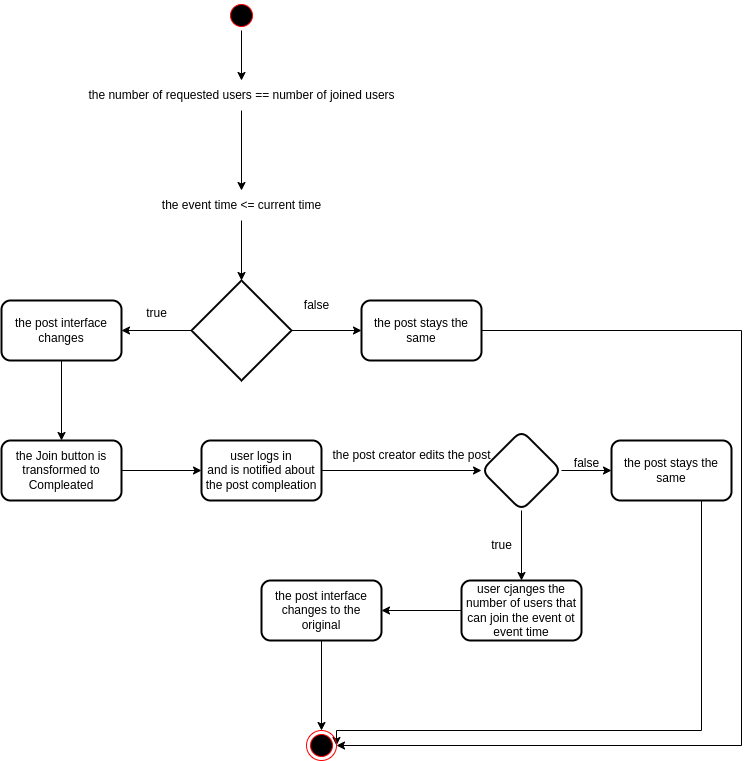 the number of requested users == number of joined users
the event time <= current time
true
false
the post interface
changes
the post stays the
same
the Join button is
transformed to
Compleated
user logs in
and is notified about
the post compleation
the post creator edits the post
false
the post stays the
same
true
the post interface
changes to the
original
user cjanges the
number of users that
can join the event ot
event time